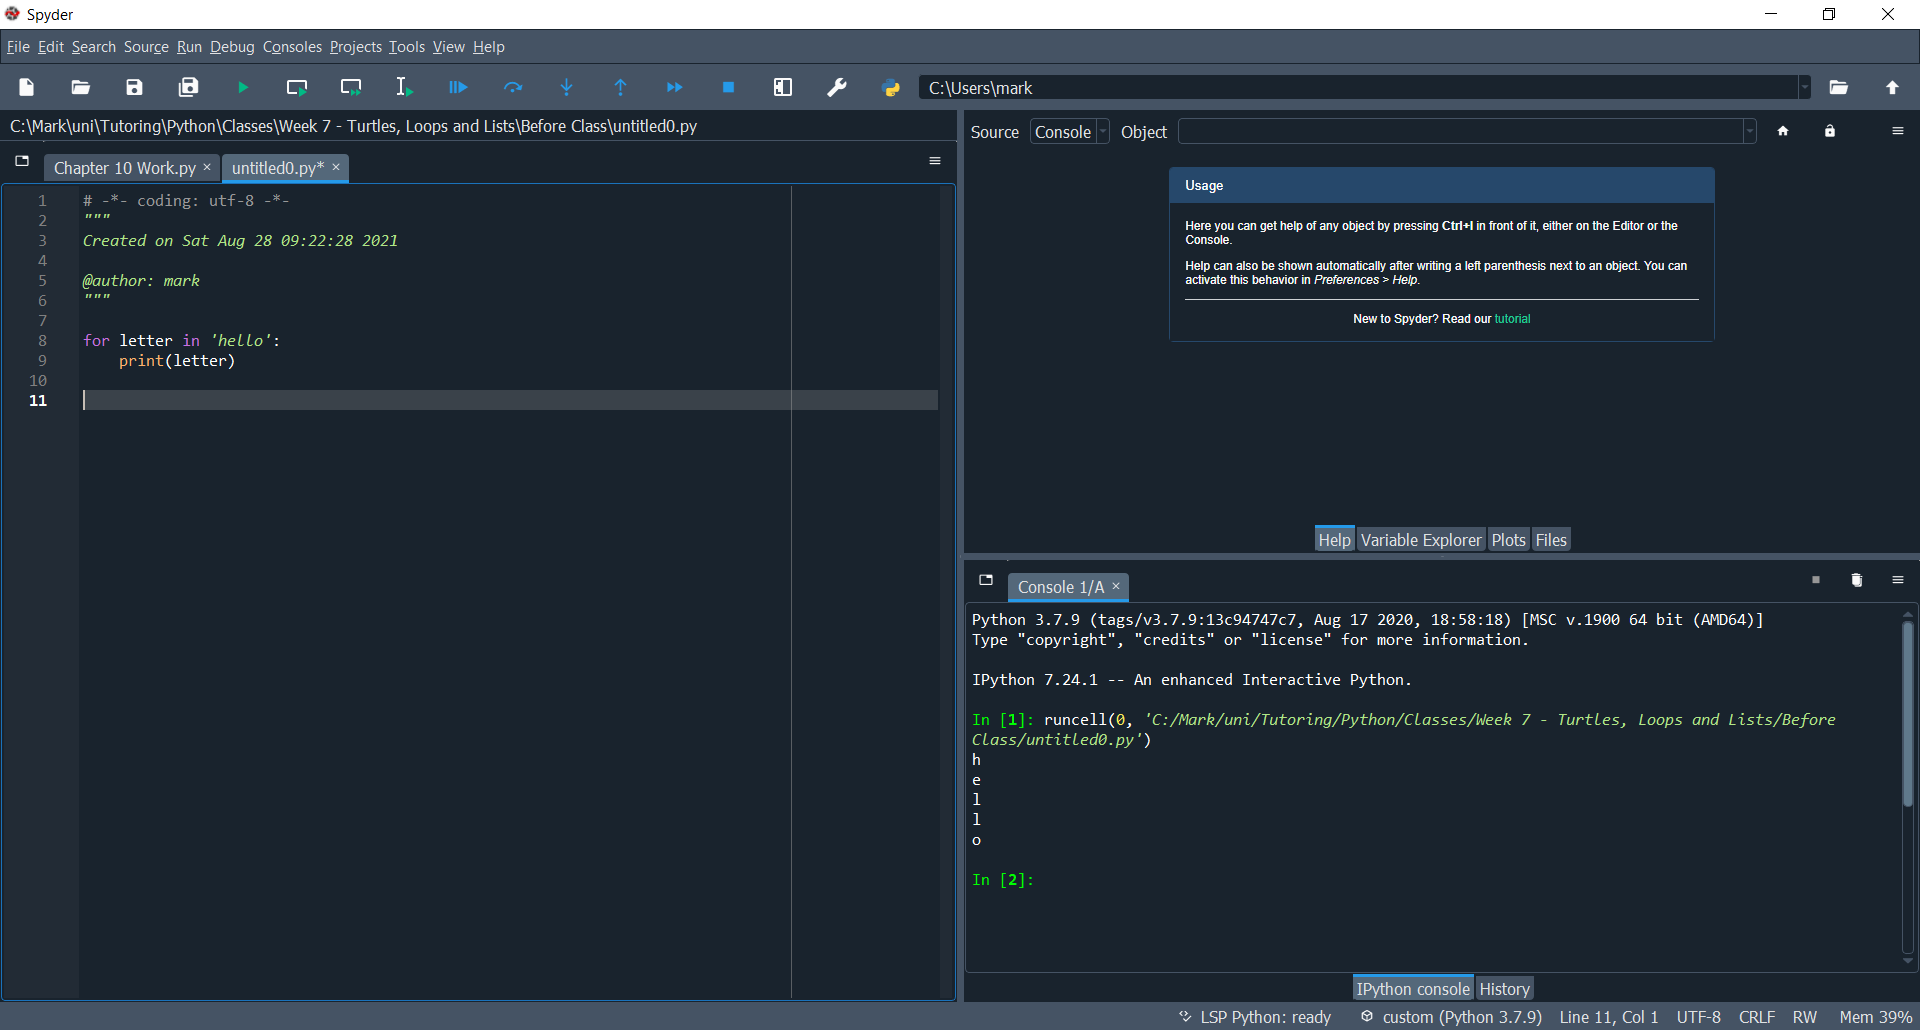 Spyder
File Edit Search Source Run Debug Consoles Projects Tools View Help
C:\Users\mark
C:\Mark\uni\Tutoring\Python\Classes\Week 7 - Turtles, Loops and Lists\Before Class\untitled0.py
Chapter 10 Work.py
untitled0.py*
1 # -*- coding: utf-8 -*-
2 """
3 Created on Sat Aug 28 09:22:28 2021
4
5 @author: mark
6 """
7
8 for letter in 'hello':
9 print(letter)
10
11
Source Console Object
Usage
Here you can get help of any object by pressing Ctrl+I in front of it, either on the Editor or the
Console.
Help can also be shown automatically after writing a left parenthesis next to an object. You can
activate this behavior in Preferences > Help.
New to Spyder? Read our tutorial
Help Variable Explorer Plots Files
Console 1/A
Python 3.7.9 (tags/v3.7.9:13c94747c7, Aug 17 2020, 18:58:18) [MSC v.1900 64 bit (AMD64)]
Type "copyright", "credits" or "license" for more information.
IPython 7.24.1 -- An enhanced Interactive Python.
In [1]: runcell(0, 'C:/Mark/uni/Tutoring/Python/Classes/Week 7 - Turtles, Loops and Lists/Before
Class/untitled0.py')
h
e
l
l
o
In [2]:
IPython console History
LSP Python: ready custom (Python 3.7.9) Line 11, Col 1 UTF-8 CRLF RW Mem 39%